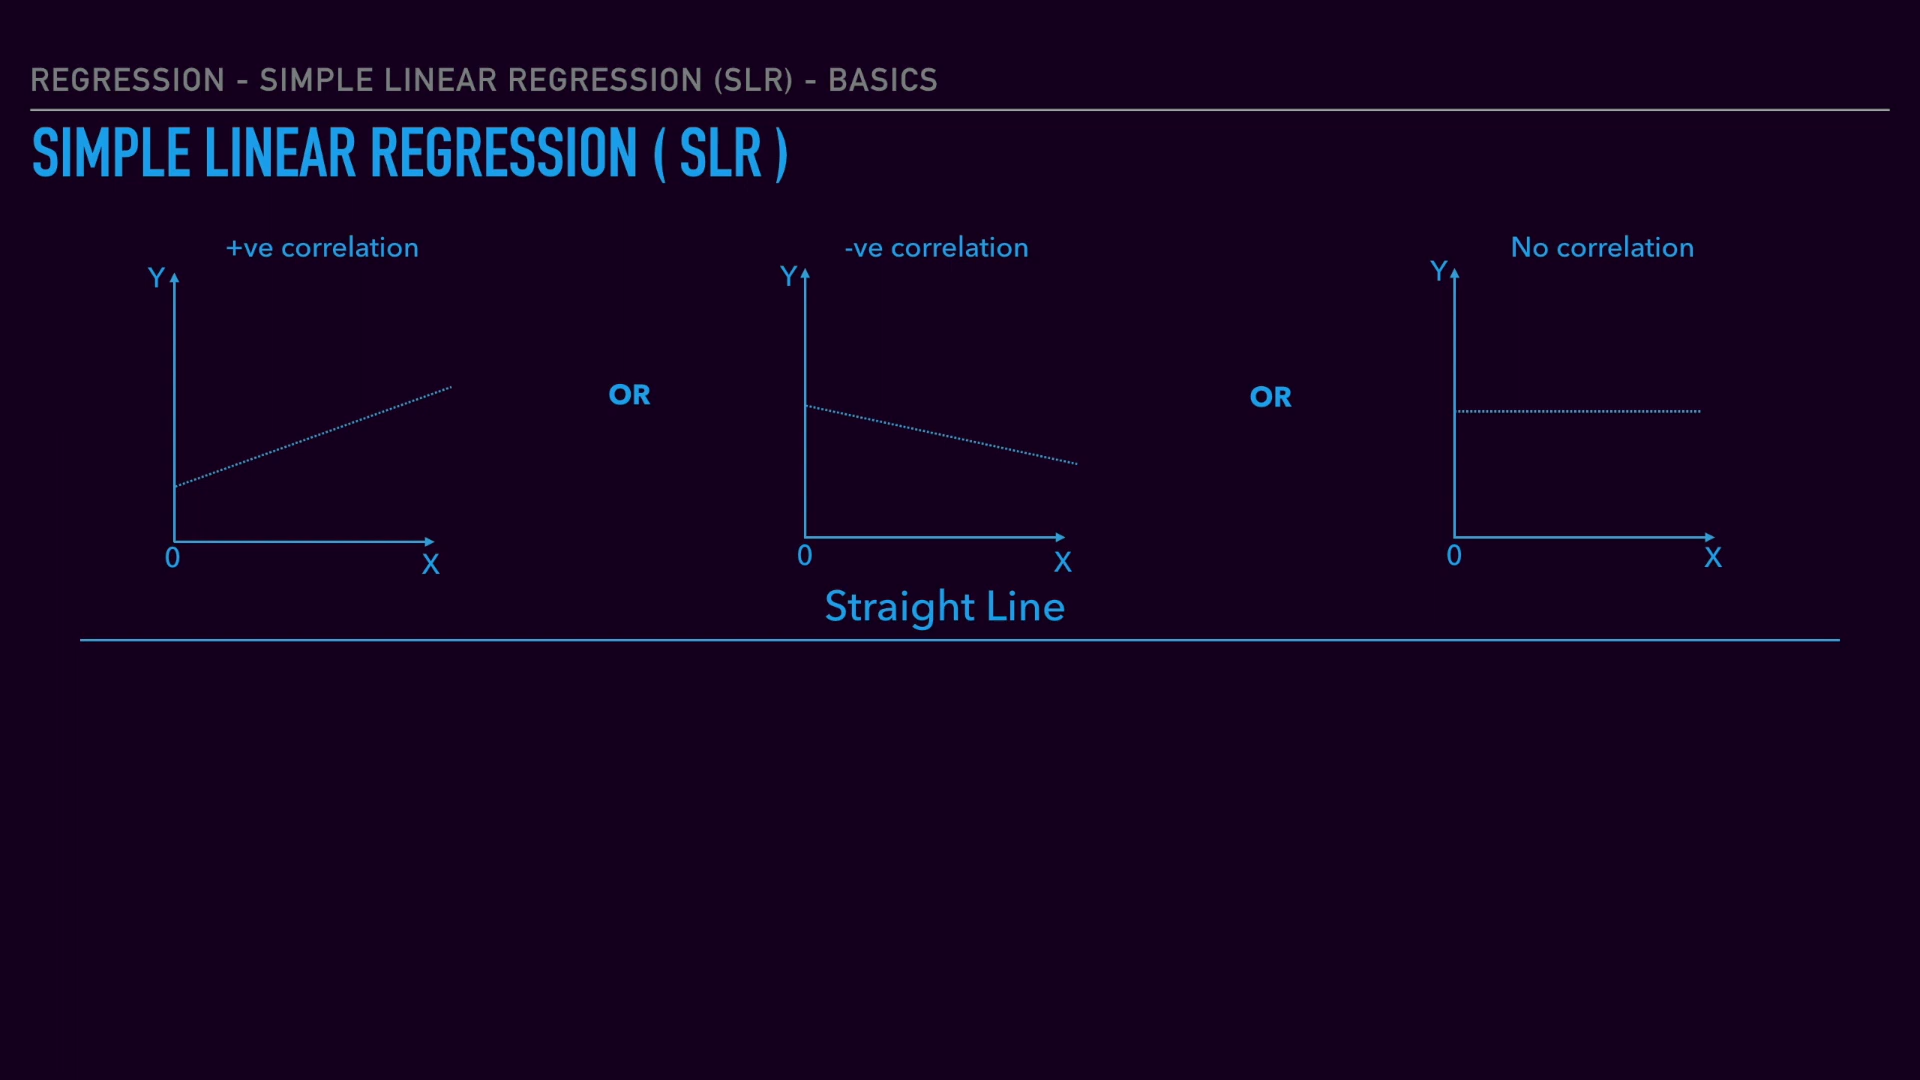 REGRESSION - SIMPLE LINEAR REGRESSION (SLR) - BASICS
SIMPLE LINEAR REGRESSION ( SLR )
+ve correlation
Y
0
X
OR
-ve correlation
Y
0
X
OR
No correlation
Y
0
X
Straight Line